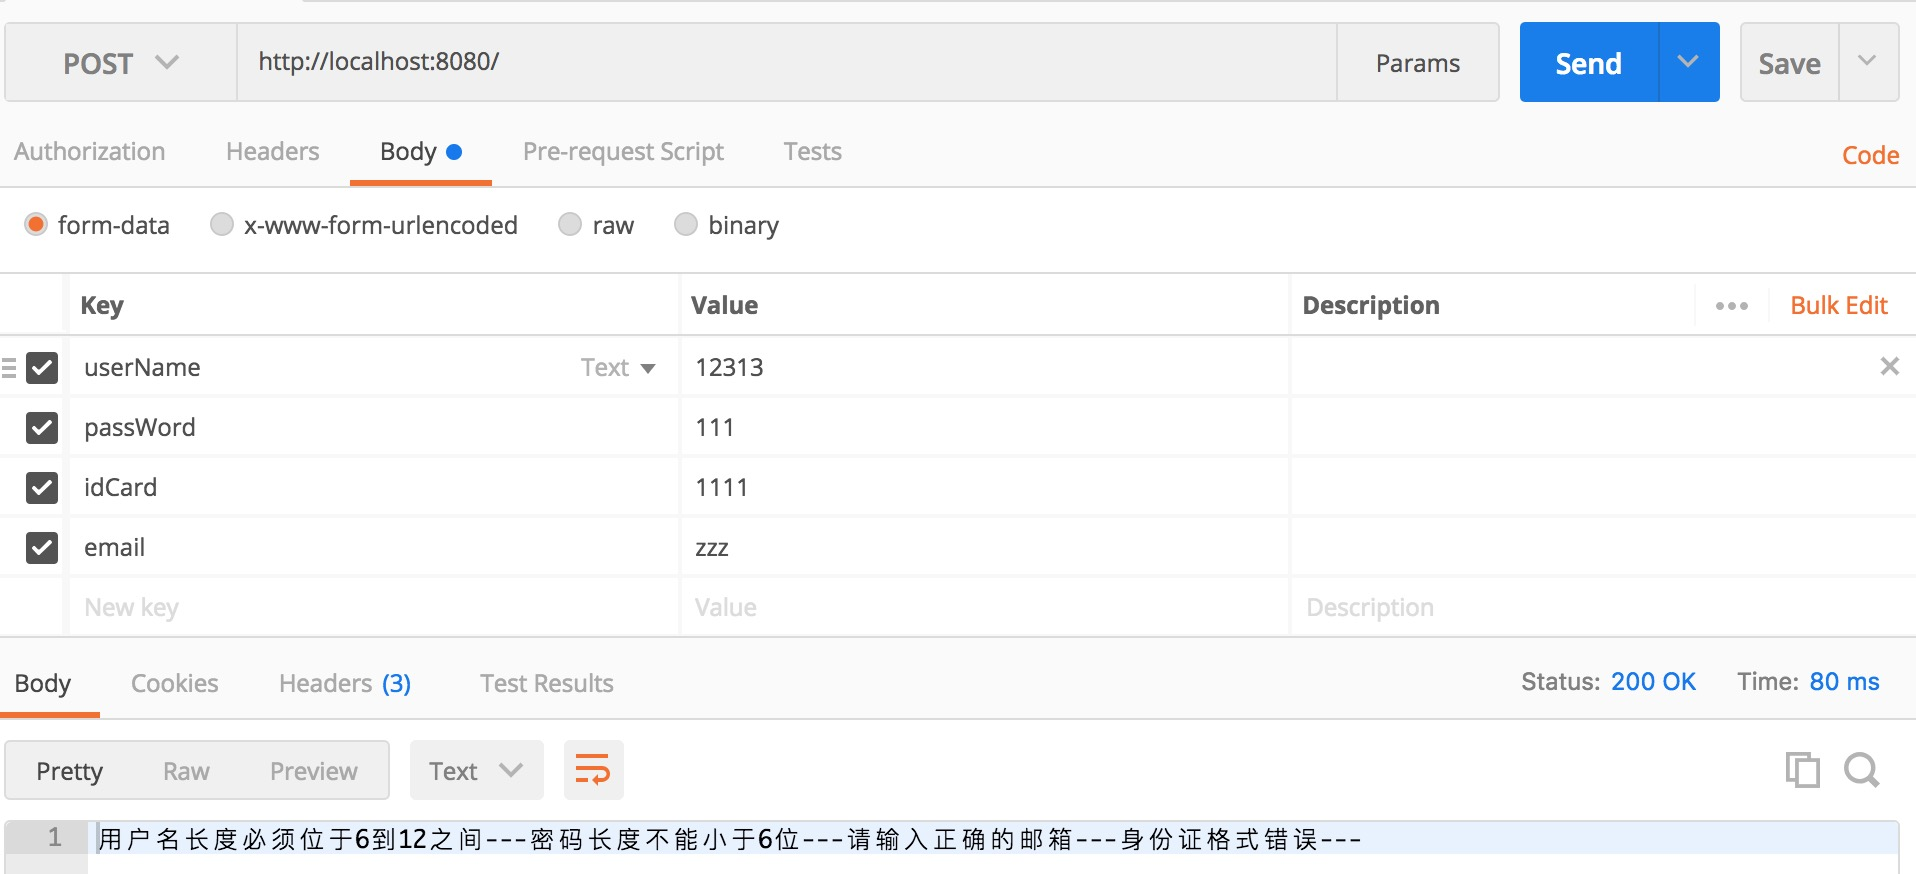 POST http://localhost:8080/ Params Send Save
Authorization Headers Body Pre-request Script Tests Code
form-data x-www-form-urlencoded raw binary
Key Value Description Bulk Edit
userName Text 12313
passWord 111
idCard 1111
email zzz
New key Value Description
Body Cookies Headers (3) Test Results Status: 200 OK Time: 80 ms
Pretty Raw Preview Text
1 用户名长度必须位于6到12之间---密码长度不能小于6位---请输入正确的邮箱---身份证格式错误---